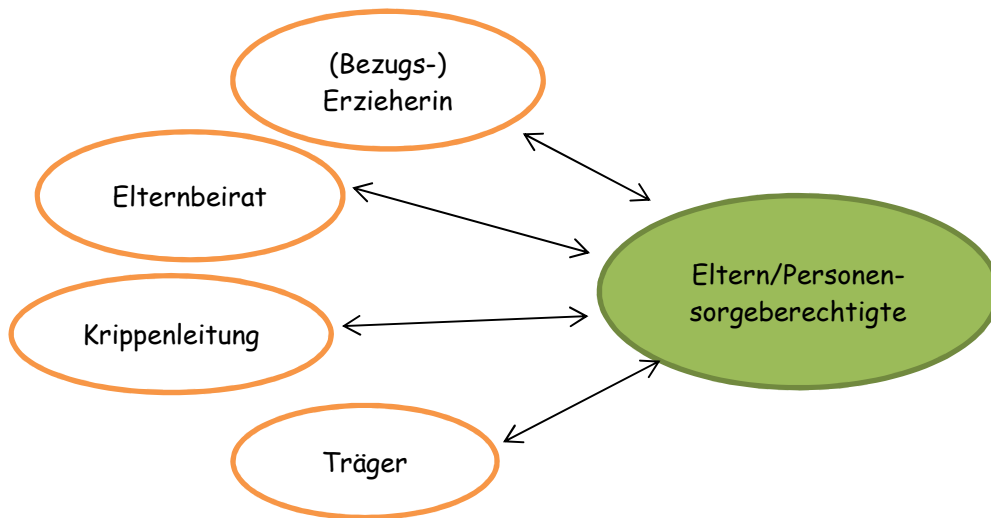 (Bezugs-)
Erzieherin
Elternbeirat
Eltern/Personen-
sorgeberechtigte
Krippenleitung
Träger